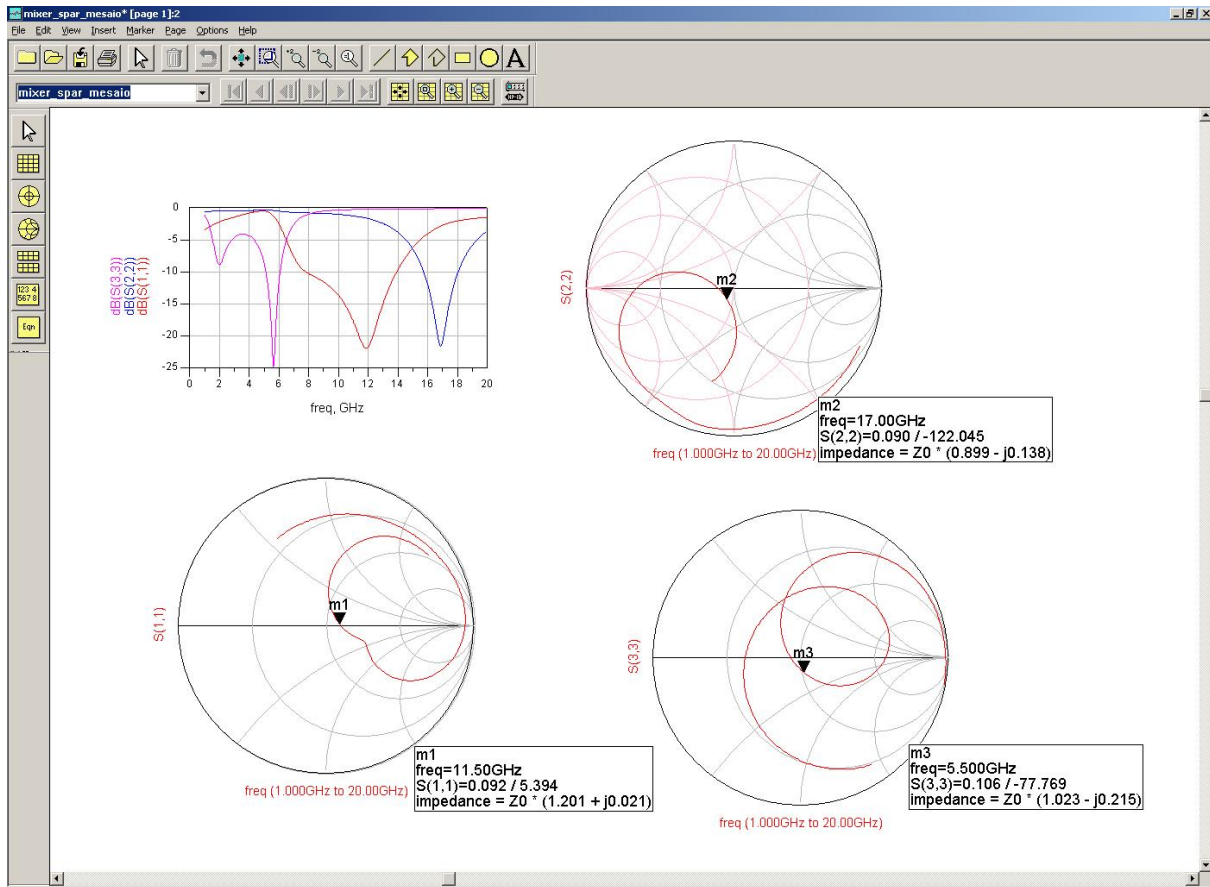 mixer_spar_mesaio* [page 1]:2
File Edit View Insert Marker Page Options Help
mixer_spar_mesaio
123 4
567 8
Eqn
dB(S(3,3))
dB(S(2,2))
dB(S(1,1))
0
-5
-10
-15
-20
-25
0 2 4 6 8 10 12 14 16 18 20
freq, GHz
S(2,2)
m2
m2
freq=17.00GHz
S(2,2)=0.090 / -122.045
impedance = Z0 * (0.899 - j0.138)
freq (1.000GHz to 20.00GHz)
S(1,1)
m1
m1
freq=11.50GHz
S(1,1)=0.092 / 5.394
impedance = Z0 * (1.201 + j0.021)
freq (1.000GHz to 20.00GHz)
S(3,3)
m3
m3
freq=5.500GHz
S(3,3)=0.106 / -77.769
impedance = Z0 * (1.023 - j0.215)
freq (1.000GHz to 20.00GHz)